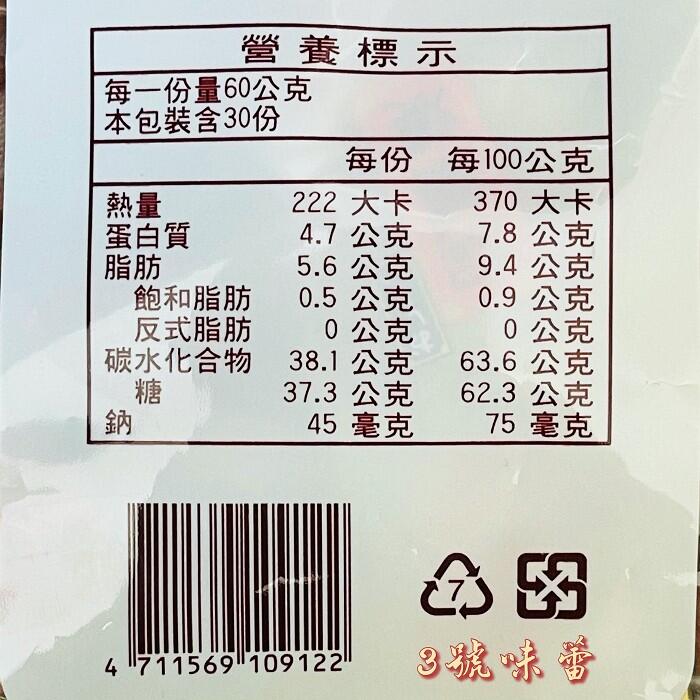 營養標示
每一份量60公克
本包裝含30份
每份 每100公克
熱量 222 大卡 370 大卡
蛋白質 4.7 公克 7.8 公克
脂肪 5.6 公克 9.4 公克
飽和脂肪 0.5 公克 0.9 公克
反式脂肪 0 公克 0 公克
碳水化合物 38.1 公克 63.6 公克
糖 37.3 公克 62.3 公克
鈉 45 毫克 75 毫克
7
4 711569 109122
3號味蕾